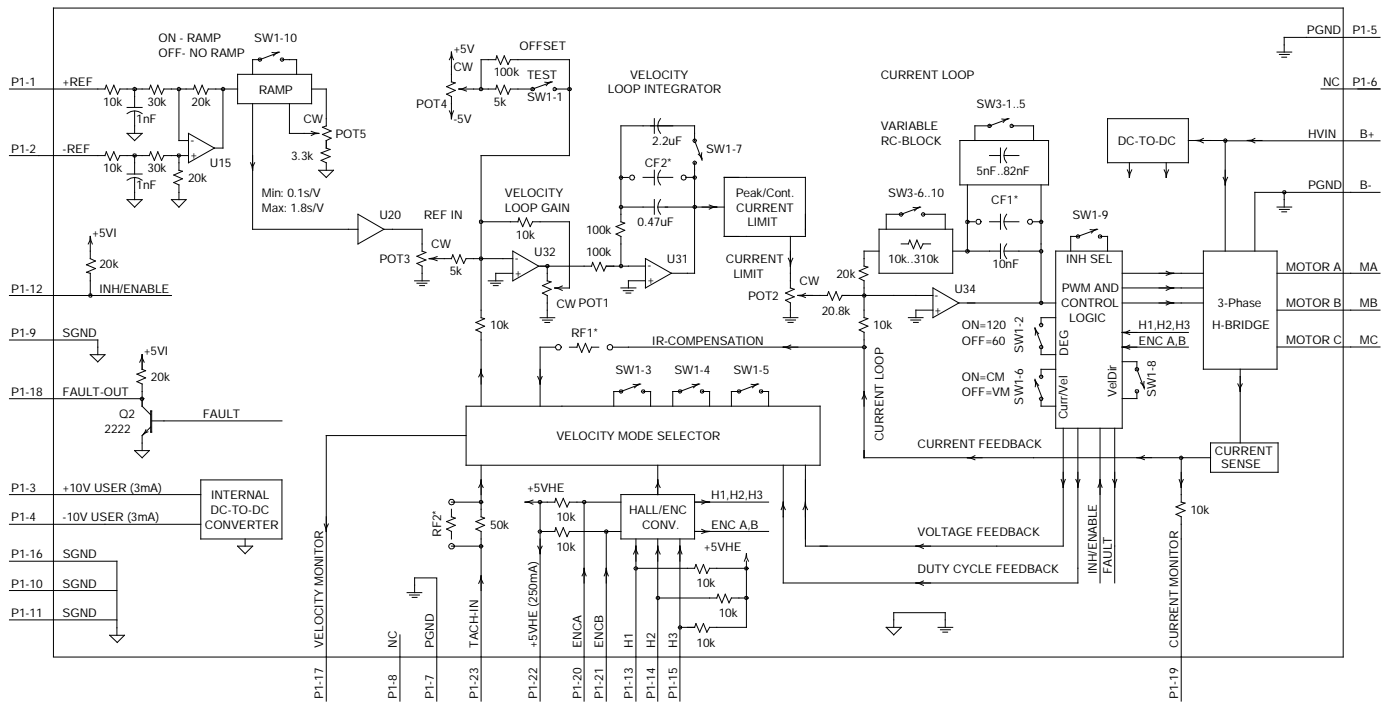 ON - RAMP
OFF- NO RAMP
SW1-10
P1-1
+REF
10k
30k
20k
1nF
RAMP
CW
POT5
3.3k
P1-2
-REF
10k
30k
20k
1nF
U15
Min: 0.1s/V
Max: 1.8s/V
+5V
CW
POT4
-5V
OFFSET
100k
TEST
5k
SW1-1
VELOCITY
LOOP INTEGRATOR
2.2uF
SW1-7
CF2*
0.47uF
100k
100k
U31
U20
REF IN
CW
POT3
5k
VELOCITY
LOOP GAIN
10k
U32
CW
POT1
10k
Peak/Cont.
CURRENT
LIMIT
CURRENT
LIMIT
CW
POT2
20.8k
CURRENT LOOP
SW3-1..5
VARIABLE
RC-BLOCK
5nF..82nF
SW3-6..10
CF1*
10k..310k
10nF
20k
10k
U34
PGND
P1-5
NC
P1-6
DC-TO-DC
HVIN
B+
PGND
B-
SW1-9
INH SEL
PWM AND
CONTROL
LOGIC
3-Phase
H-BRIDGE
MOTOR A
MA
MOTOR B
MB
MOTOR C
MC
H1,H2,H3
ENC A,B
ON=120
OFF=60
SW1-2
DEG
ON=CM
OFF=VM
SW1-6
Curr/Vel
VelDir
SW1-8
+5VI
20k
P1-12
INH/ENABLE
P1-9
SGND
+5VI
20k
P1-18
FAULT-OUT
Q2
2222
FAULT
RF1*
IR-COMPENSATION
SW1-3
SW1-4
SW1-5
VELOCITY MODE SELECTOR
CURRENT LOOP
CURRENT FEEDBACK
CURRENT
SENSE
P1-3
+10V USER (3mA)
P1-4
-10V USER (3mA)
INTERNAL
DC-TO-DC
CONVERTER
P1-16
SGND
P1-10
SGND
P1-11
SGND
RF2*
50k
+5VHE
10k
10k
HALL/ENC
CONV.
H1,H2,H3
ENC A,B
+5VHE
10k
10k
10k
VOLTAGE FEEDBACK
DUTY CYCLE FEEDBACK
INH/ENABLE
FAULT
10k
VELOCITY MONITOR
NC
PGND
TACH-IN
+5VHE (250mA)
ENCA
ENCB
H1
H2
H3
CURRENT MONITOR
P1-17
P1-8
P1-7
P1-23
P1-22
P1-20
P1-21
P1-13
P1-14
P1-15
P1-19